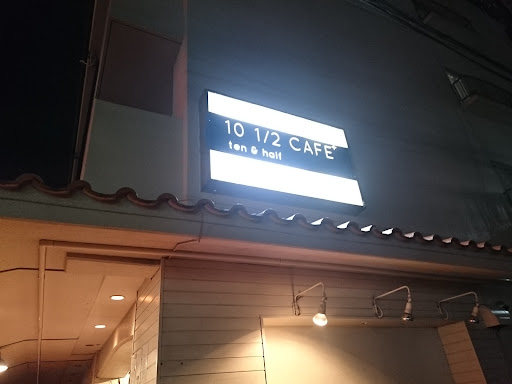 10 1/2 CAFE+
ten & half